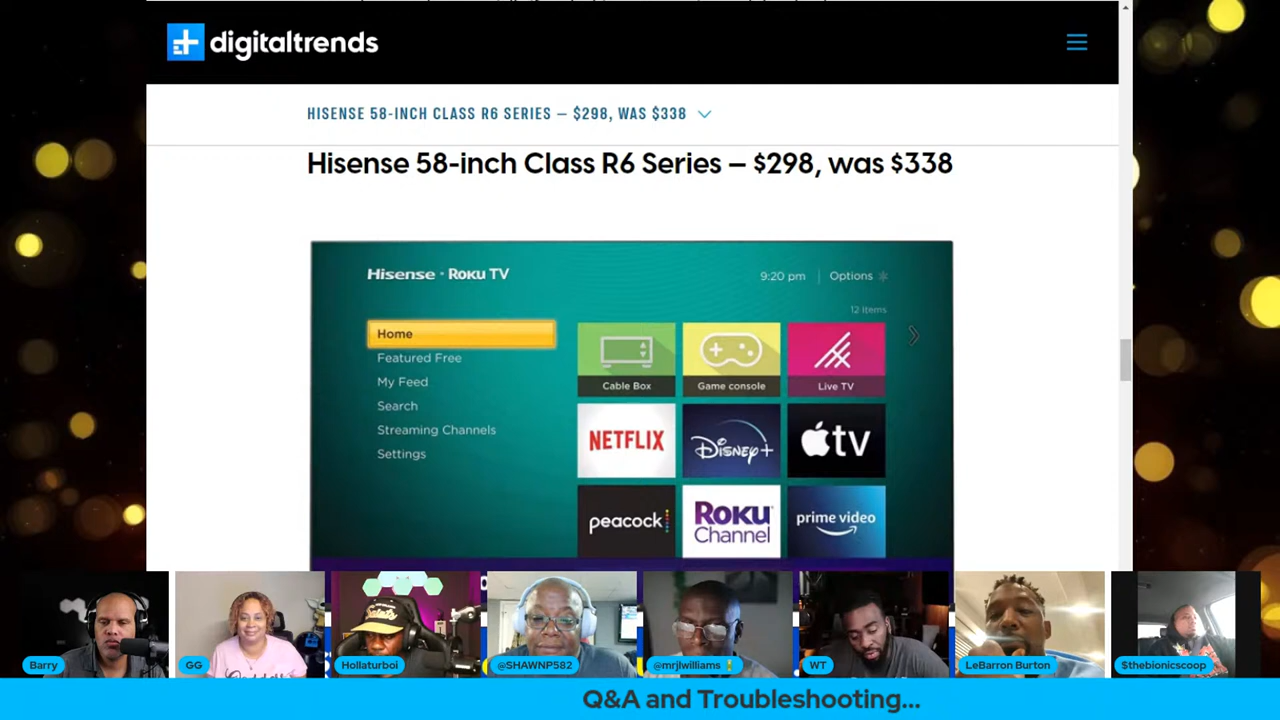 digitaltrends
HISENSE 58-INCH CLASS R6 SERIES – $298, WAS $338
Hisense 58-inch Class R6 Series – $298, was $338
Hisense · Roku TV
9:20 pm | Options
12 Items
Home
Featured Free
My Feed
Search
Streaming Channels
Settings
Cable Box
Game console
Live TV
NETFLIX
Disney+
tv
peacock
Roku Channel
prime video
Barry
GG
Hollaturboi
@SHAWNP582
@mrjlwilliams
WT
LeBarron Burton
$thebionicscoop
Q&A and Troubleshooting...